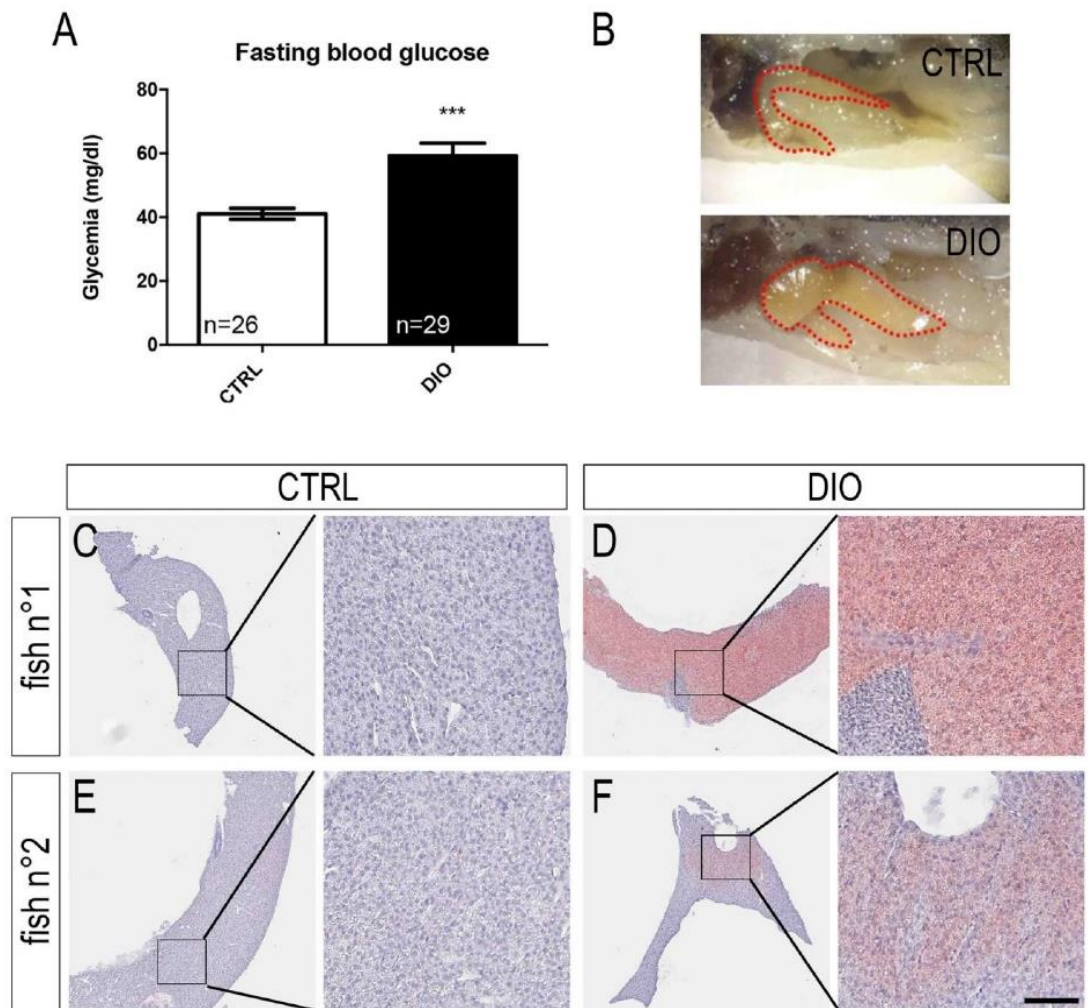 A
Fasting blood glucose
Glycemia (mg/dl)
80
60
40
20
0
***
n=26
n=29
CTRL
DIO
B
CTRL
DIO
CTRL
DIO
fish n°1
C
D
fish n°2
E
F